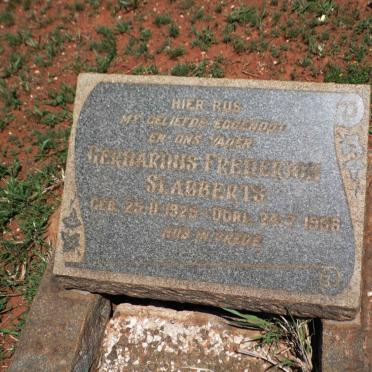 HIER RUS
MY GELIEFDE EGGENOOT
EN ONS VADER
GERHARDUS FREDERICK
SLABBERTS
GEB. 25-11-1925 OORL. 24-7-1966
RUS IN VREDE